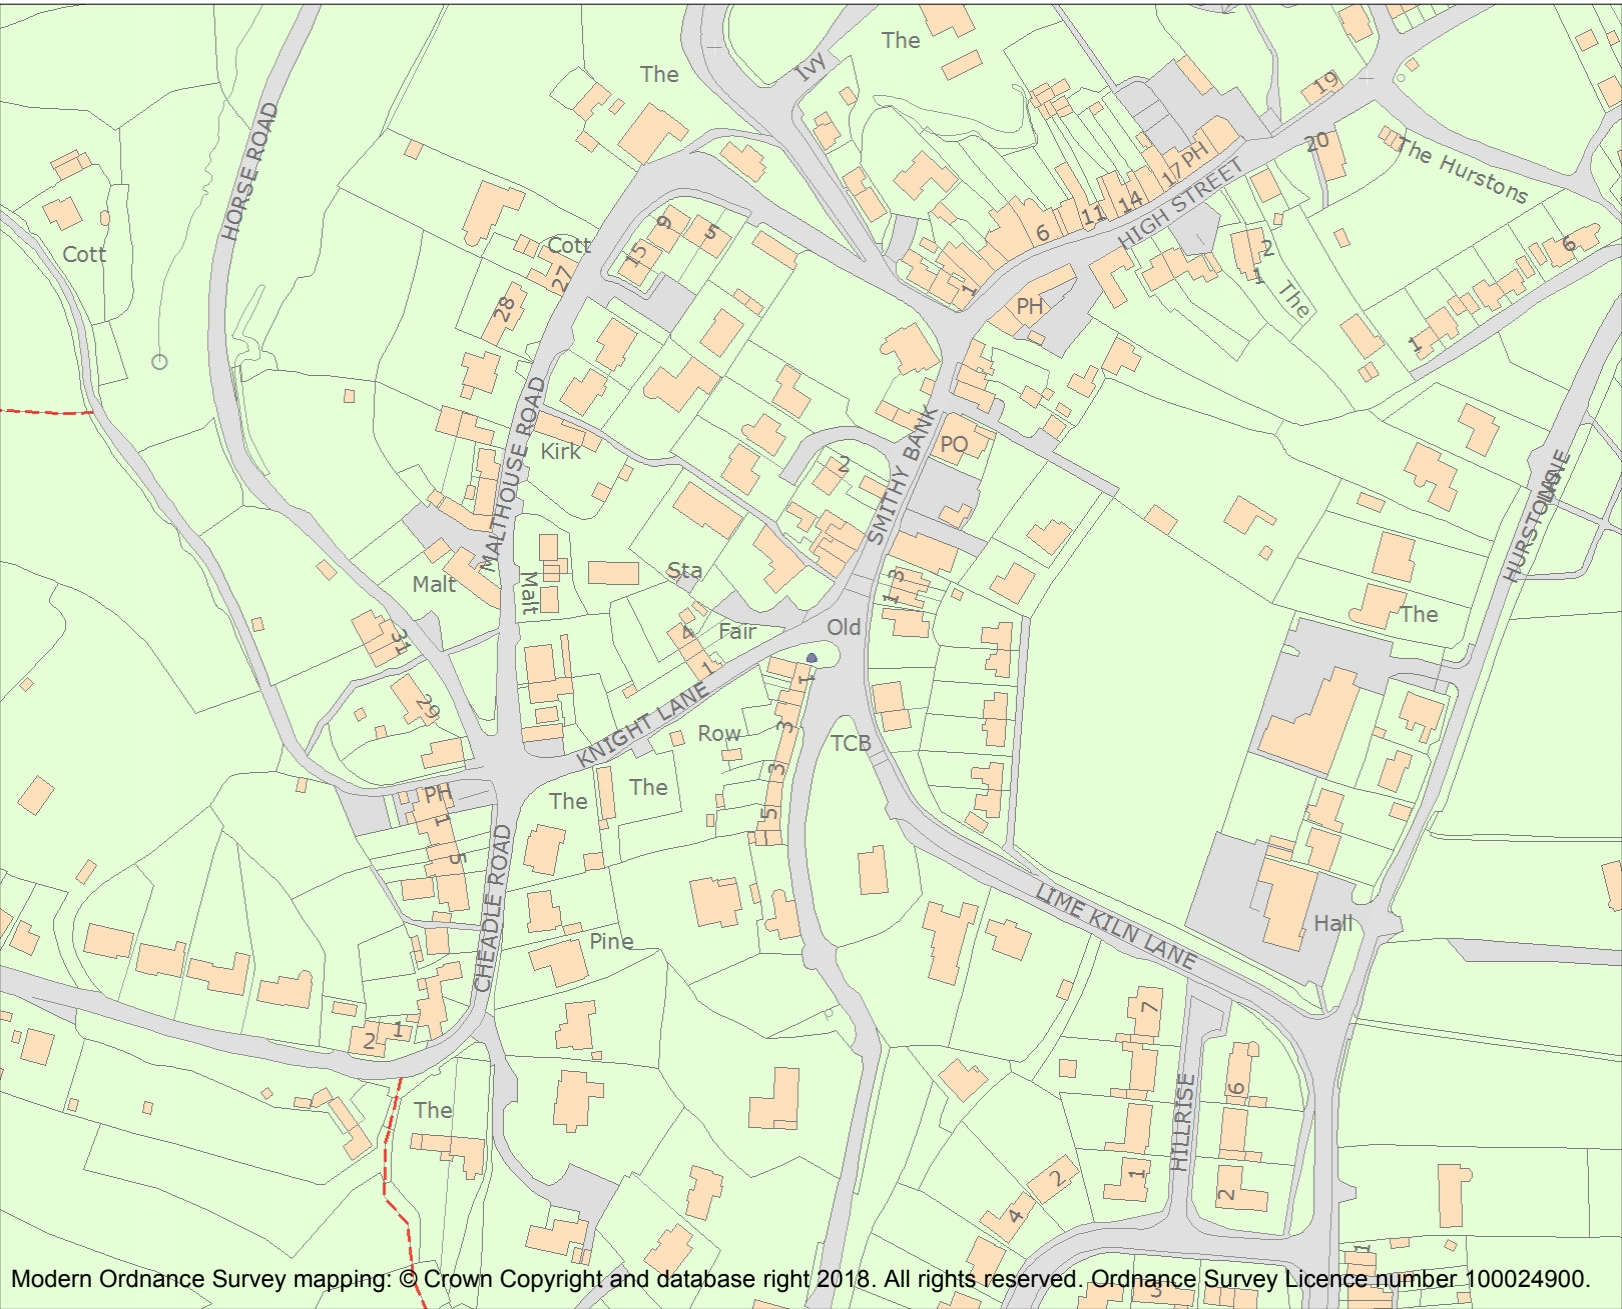 The
Ivy
The
19
20
The Hurstons
HORSE ROAD
17
PH
14
11
6
HIGH STREET
Cott
Cott
9
15
5
27
28
1
PH
2
1
The
6
1
MALTHOUSE ROAD
Kirk
2
SMITHY BANK
PO
HURSTONS
LANE
Malt
Malt
Sta
3
1
31
4
Fair
1
Old
The
29
KNIGHT LANE
Row
1
3
3
5
TCB
PH
1
5
The
The
CHEADLE ROAD
Pine
LIME KILN LANE
Hall
2
1
The
7
6
HILLRISE
1
2
2
4
1
3
Modern Ordnance Survey mapping: © Crown Copyright and database right 2018. All rights reserved. Ordnance Survey Licence number 100024900.